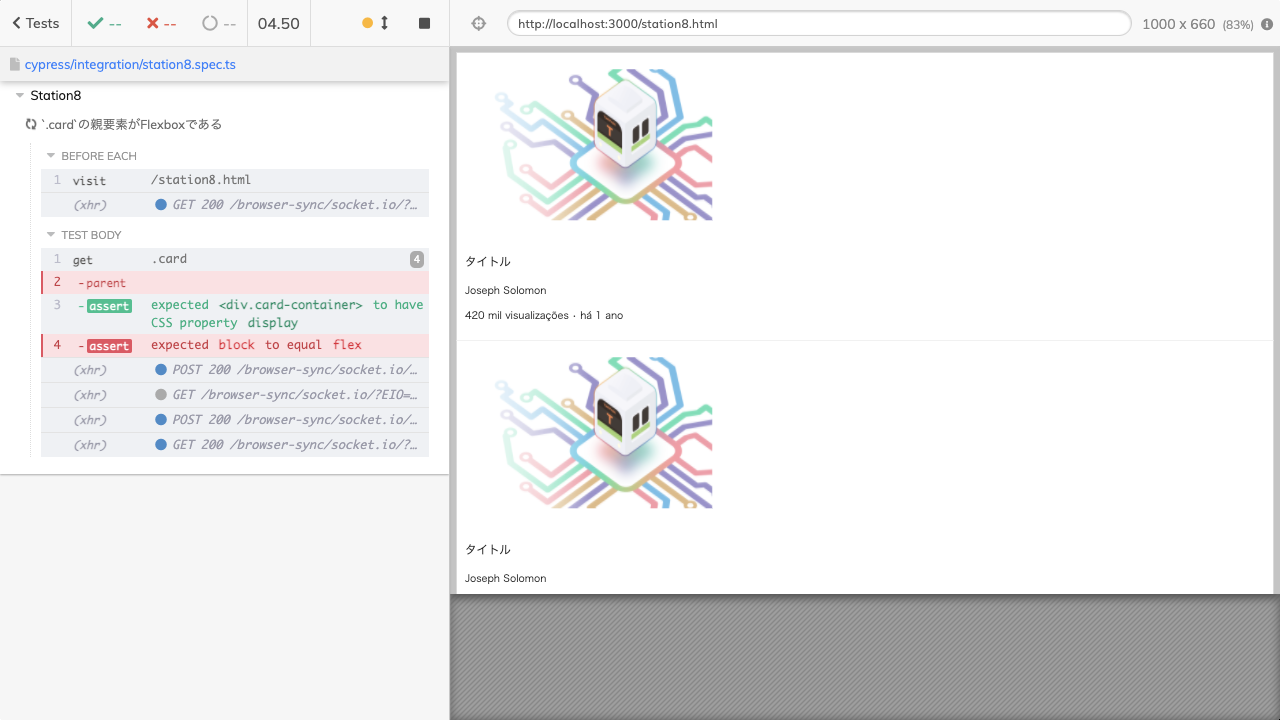 Tests
--
--
--
04.50
http://localhost:3000/station8.html
1000 x 660 (83%)
cypress/integration/station8.spec.ts
Station8
`.card`の親要素がFlexboxである
BEFORE EACH
1 visit /station8.html
(xhr) GET 200 /browser-sync/socket.io/?…
TEST BODY
1 get .card 4
2 -parent
3 -assert expected <div.card-container> to have
CSS property display
4 -assert expected block to equal flex
(xhr) POST 200 /browser-sync/socket.io/…
(xhr) GET /browser-sync/socket.io/?EIO=…
(xhr) POST 200 /browser-sync/socket.io/…
(xhr) GET 200 /browser-sync/socket.io/?…
タイトル
Joseph Solomon
420 mil visualizações・há 1 ano
タイトル
Joseph Solomon